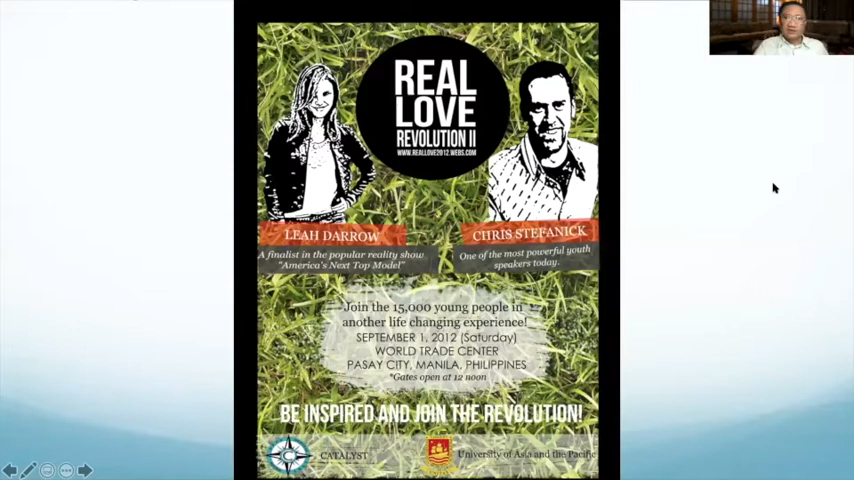 REAL
LOVE
REVOLUTION II
WWW.REALLOVE2012.WEBS.COM
LEAH DARROW
A finalist in the popular reality show
"America's Next Top Model"
CHRIS STEFANICK
One of the most powerful youth
speakers today.
Join the 15,000 young people in
another life changing experience!
SEPTEMBER 1, 2012 (Saturday)
WORLD TRADE CENTER
PASAY CITY, MANILA, PHILIPPINES
*Gates open at 12 noon
BE INSPIRED AND JOIN THE REVOLUTION!
CATALYST
University of Asia and the Pacific